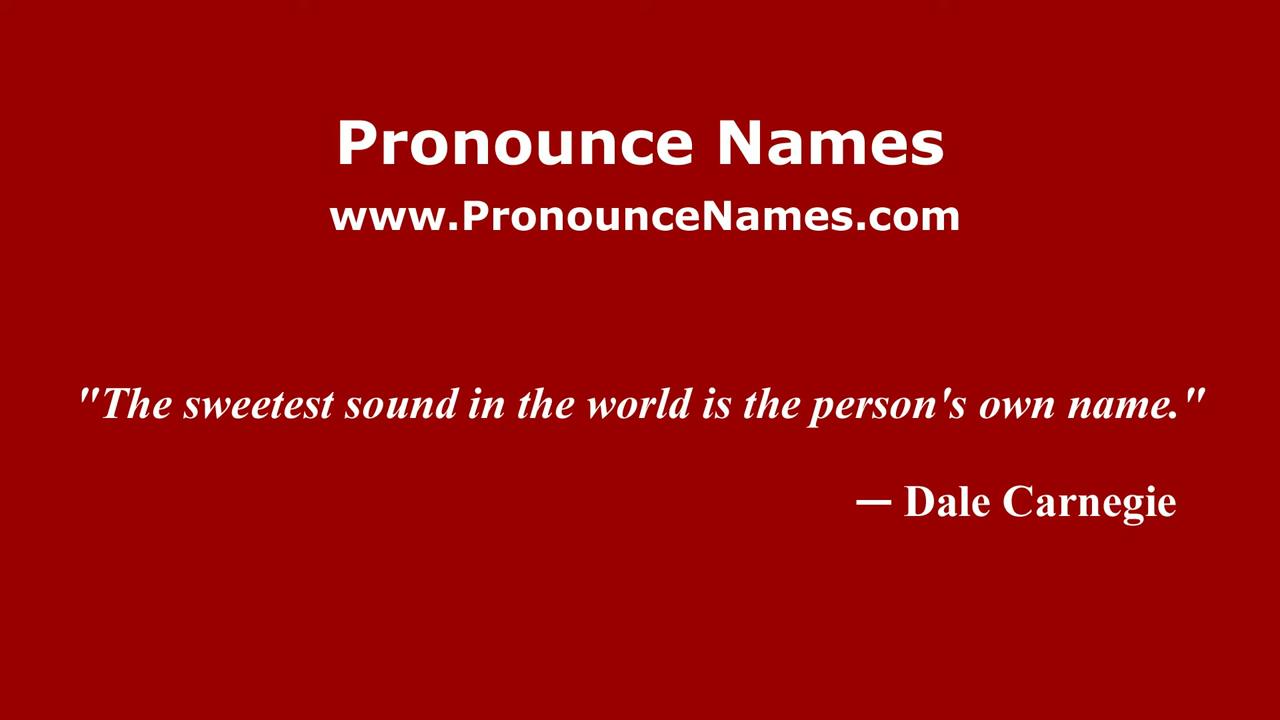 Pronounce Names
www.PronounceNames.com
"The sweetest sound in the world is the person's own name."
— Dale Carnegie